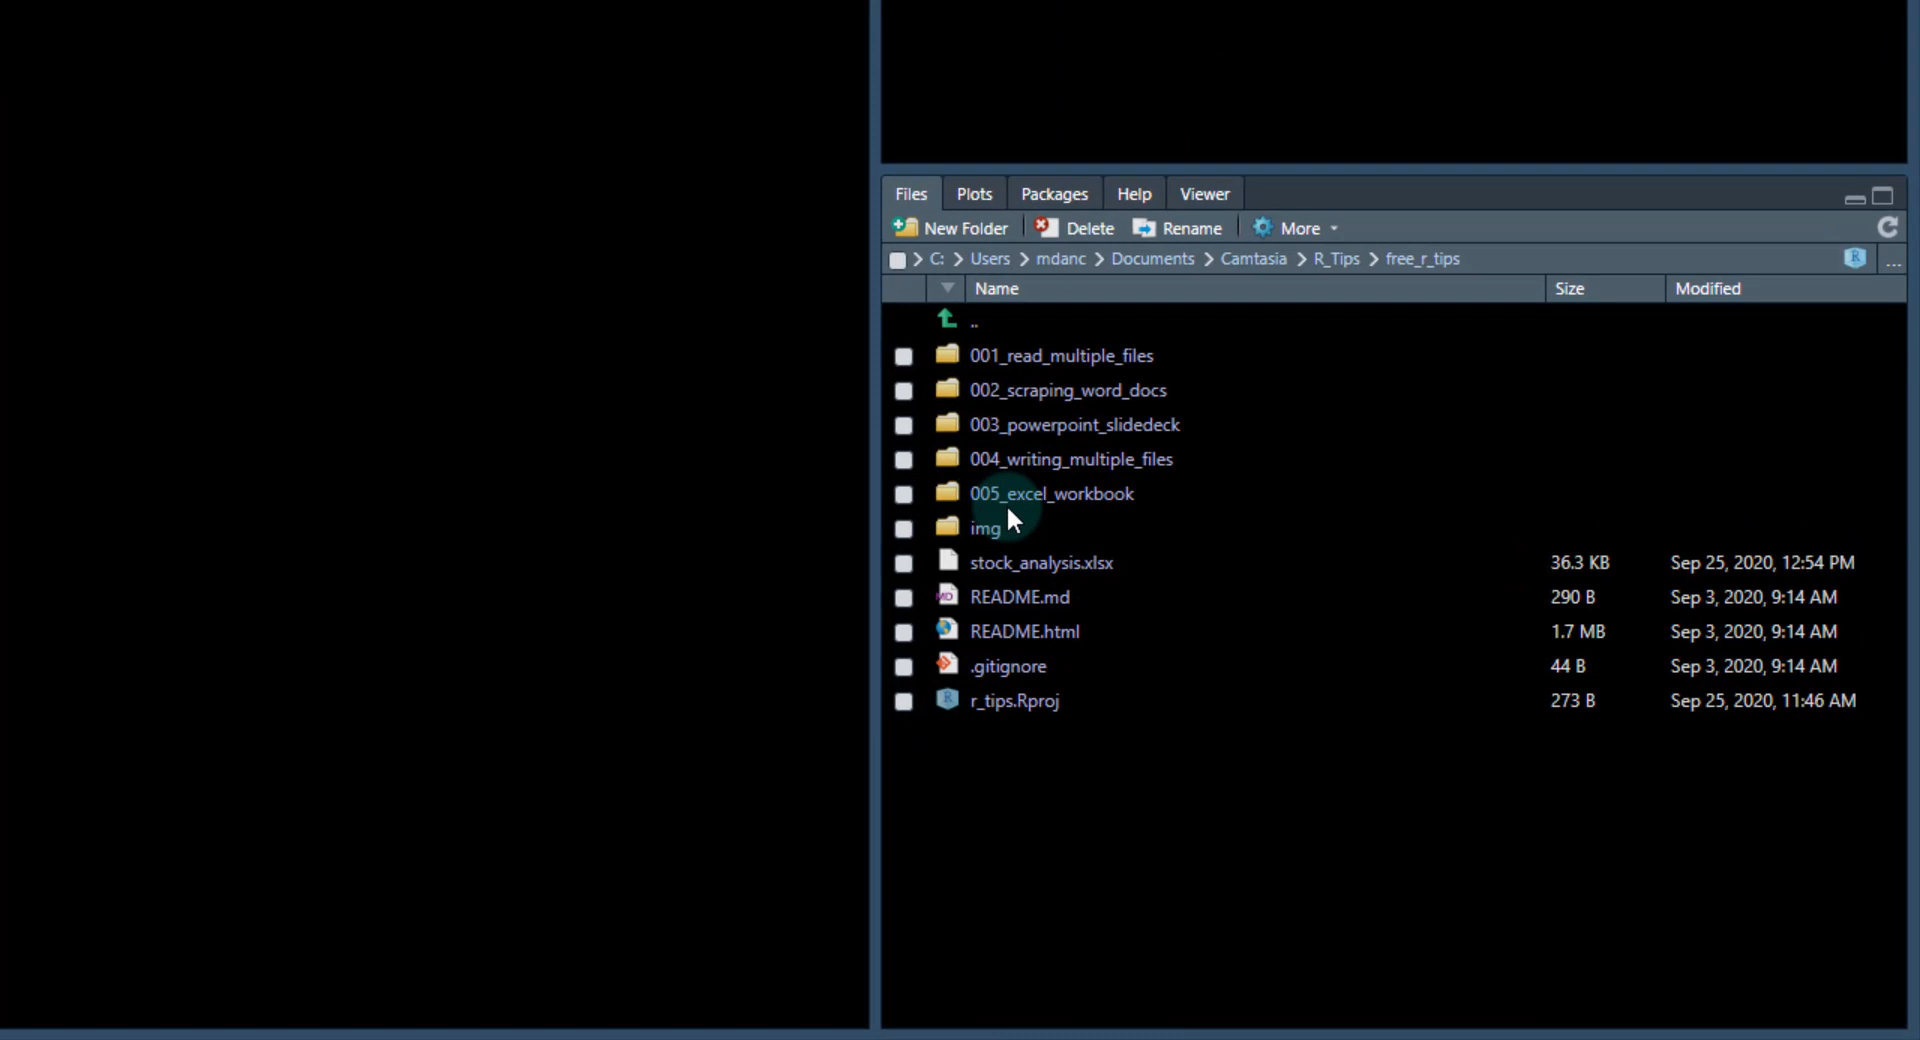 Files Plots Packages Help Viewer
New Folder Delete Rename More
C: Users mdanc Documents Camtasia R_Tips free_r_tips ...
Name Size Modified
..
001_read_multiple_files
002_scraping_word_docs
003_powerpoint_slidedeck
004_writing_multiple_files
005_excel_workbook
img
stock_analysis.xlsx 36.3 KB Sep 25, 2020, 12:54 PM
README.md 290 B Sep 3, 2020, 9:14 AM
README.html 1.7 MB Sep 3, 2020, 9:14 AM
.gitignore 44 B Sep 3, 2020, 9:14 AM
r_tips.Rproj 273 B Sep 25, 2020, 11:46 AM